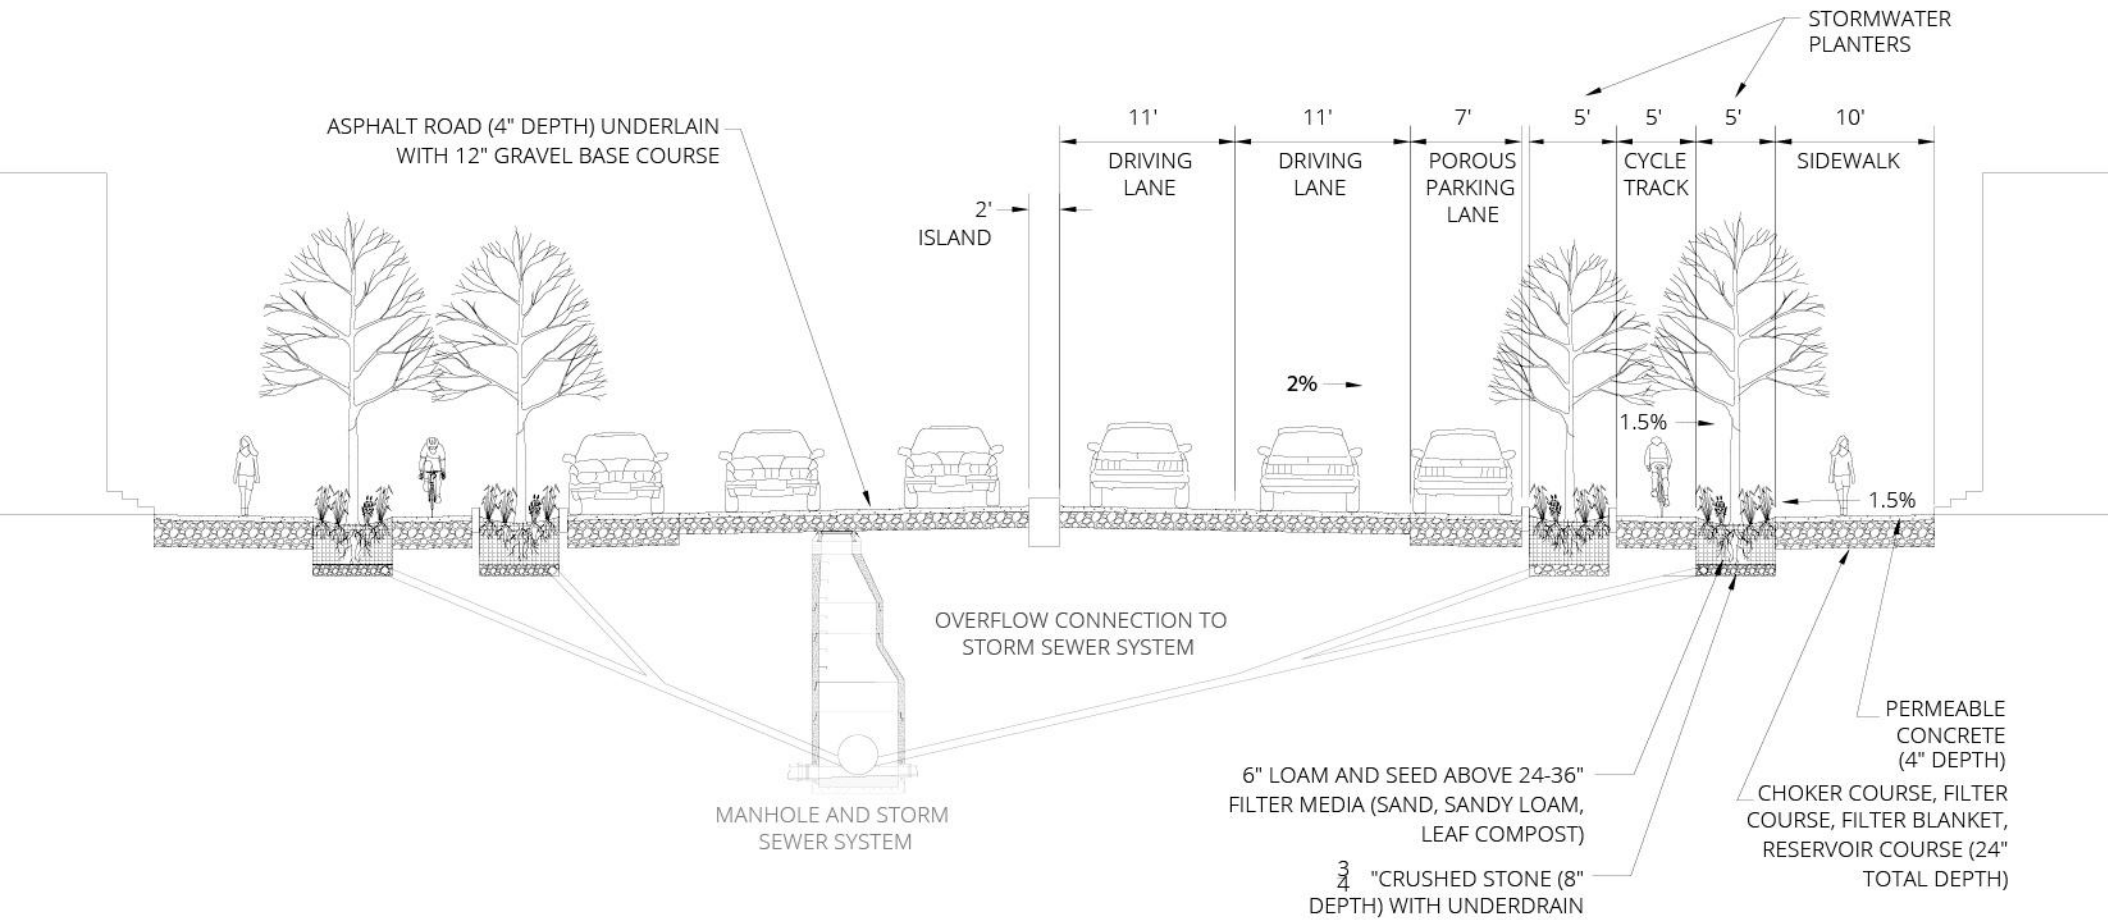 STORMWATER
PLANTERS
ASPHALT ROAD (4" DEPTH) UNDERLAIN
WITH 12" GRAVEL BASE COURSE
11'
11'
7'
5'
5'
5'
10'
DRIVING
LANE
DRIVING
LANE
POROUS
PARKING
LANE
CYCLE
TRACK
SIDEWALK
2'
ISLAND
2%
1.5%
1.5%
OVERFLOW CONNECTION TO
STORM SEWER SYSTEM
MANHOLE AND STORM
SEWER SYSTEM
6" LOAM AND SEED ABOVE 24-36"
FILTER MEDIA (SAND, SANDY LOAM,
LEAF COMPOST)
3/4 "CRUSHED STONE (8"
DEPTH) WITH UNDERDRAIN
PERMEABLE
CONCRETE
(4" DEPTH)
CHOKER COURSE, FILTER
COURSE, FILTER BLANKET,
RESERVOIR COURSE (24"
TOTAL DEPTH)